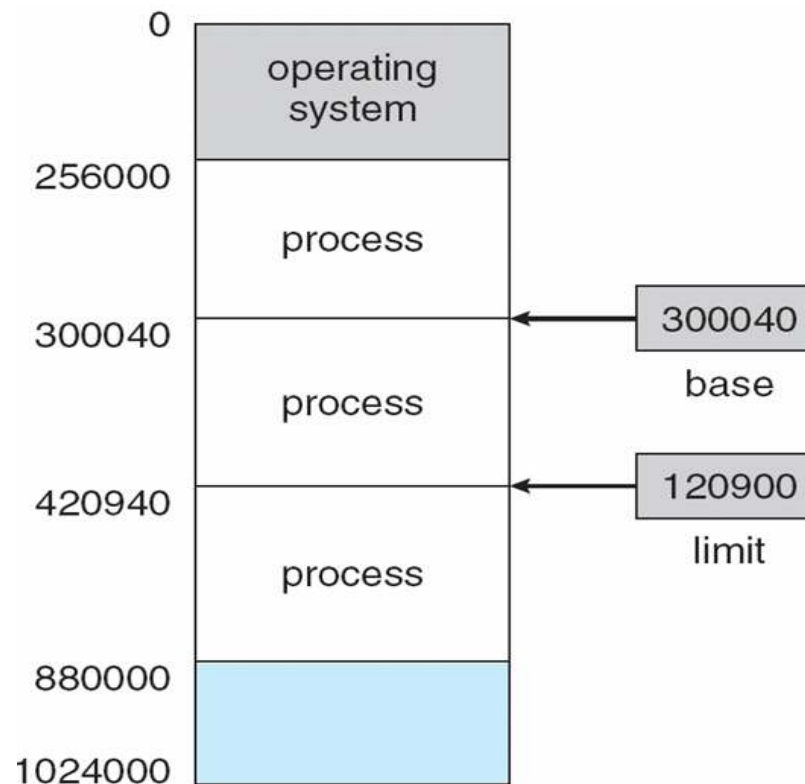 0
operating
system
256000
process
300040
300040
base
process
420940
120900
limit
process
880000
1024000